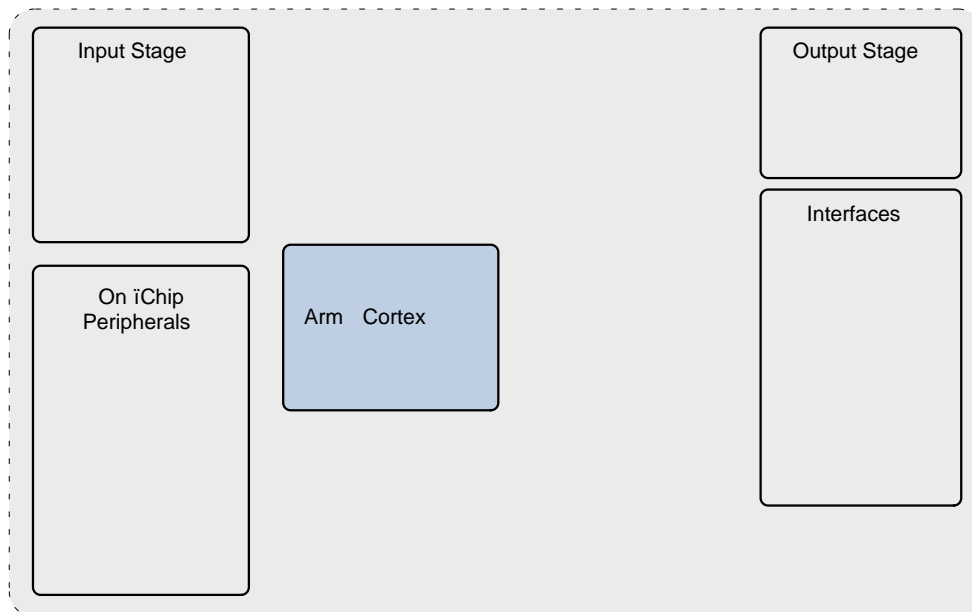 Input Stage
Output Stage
Interfaces
On ïChip
Peripherals
Arm Cortex